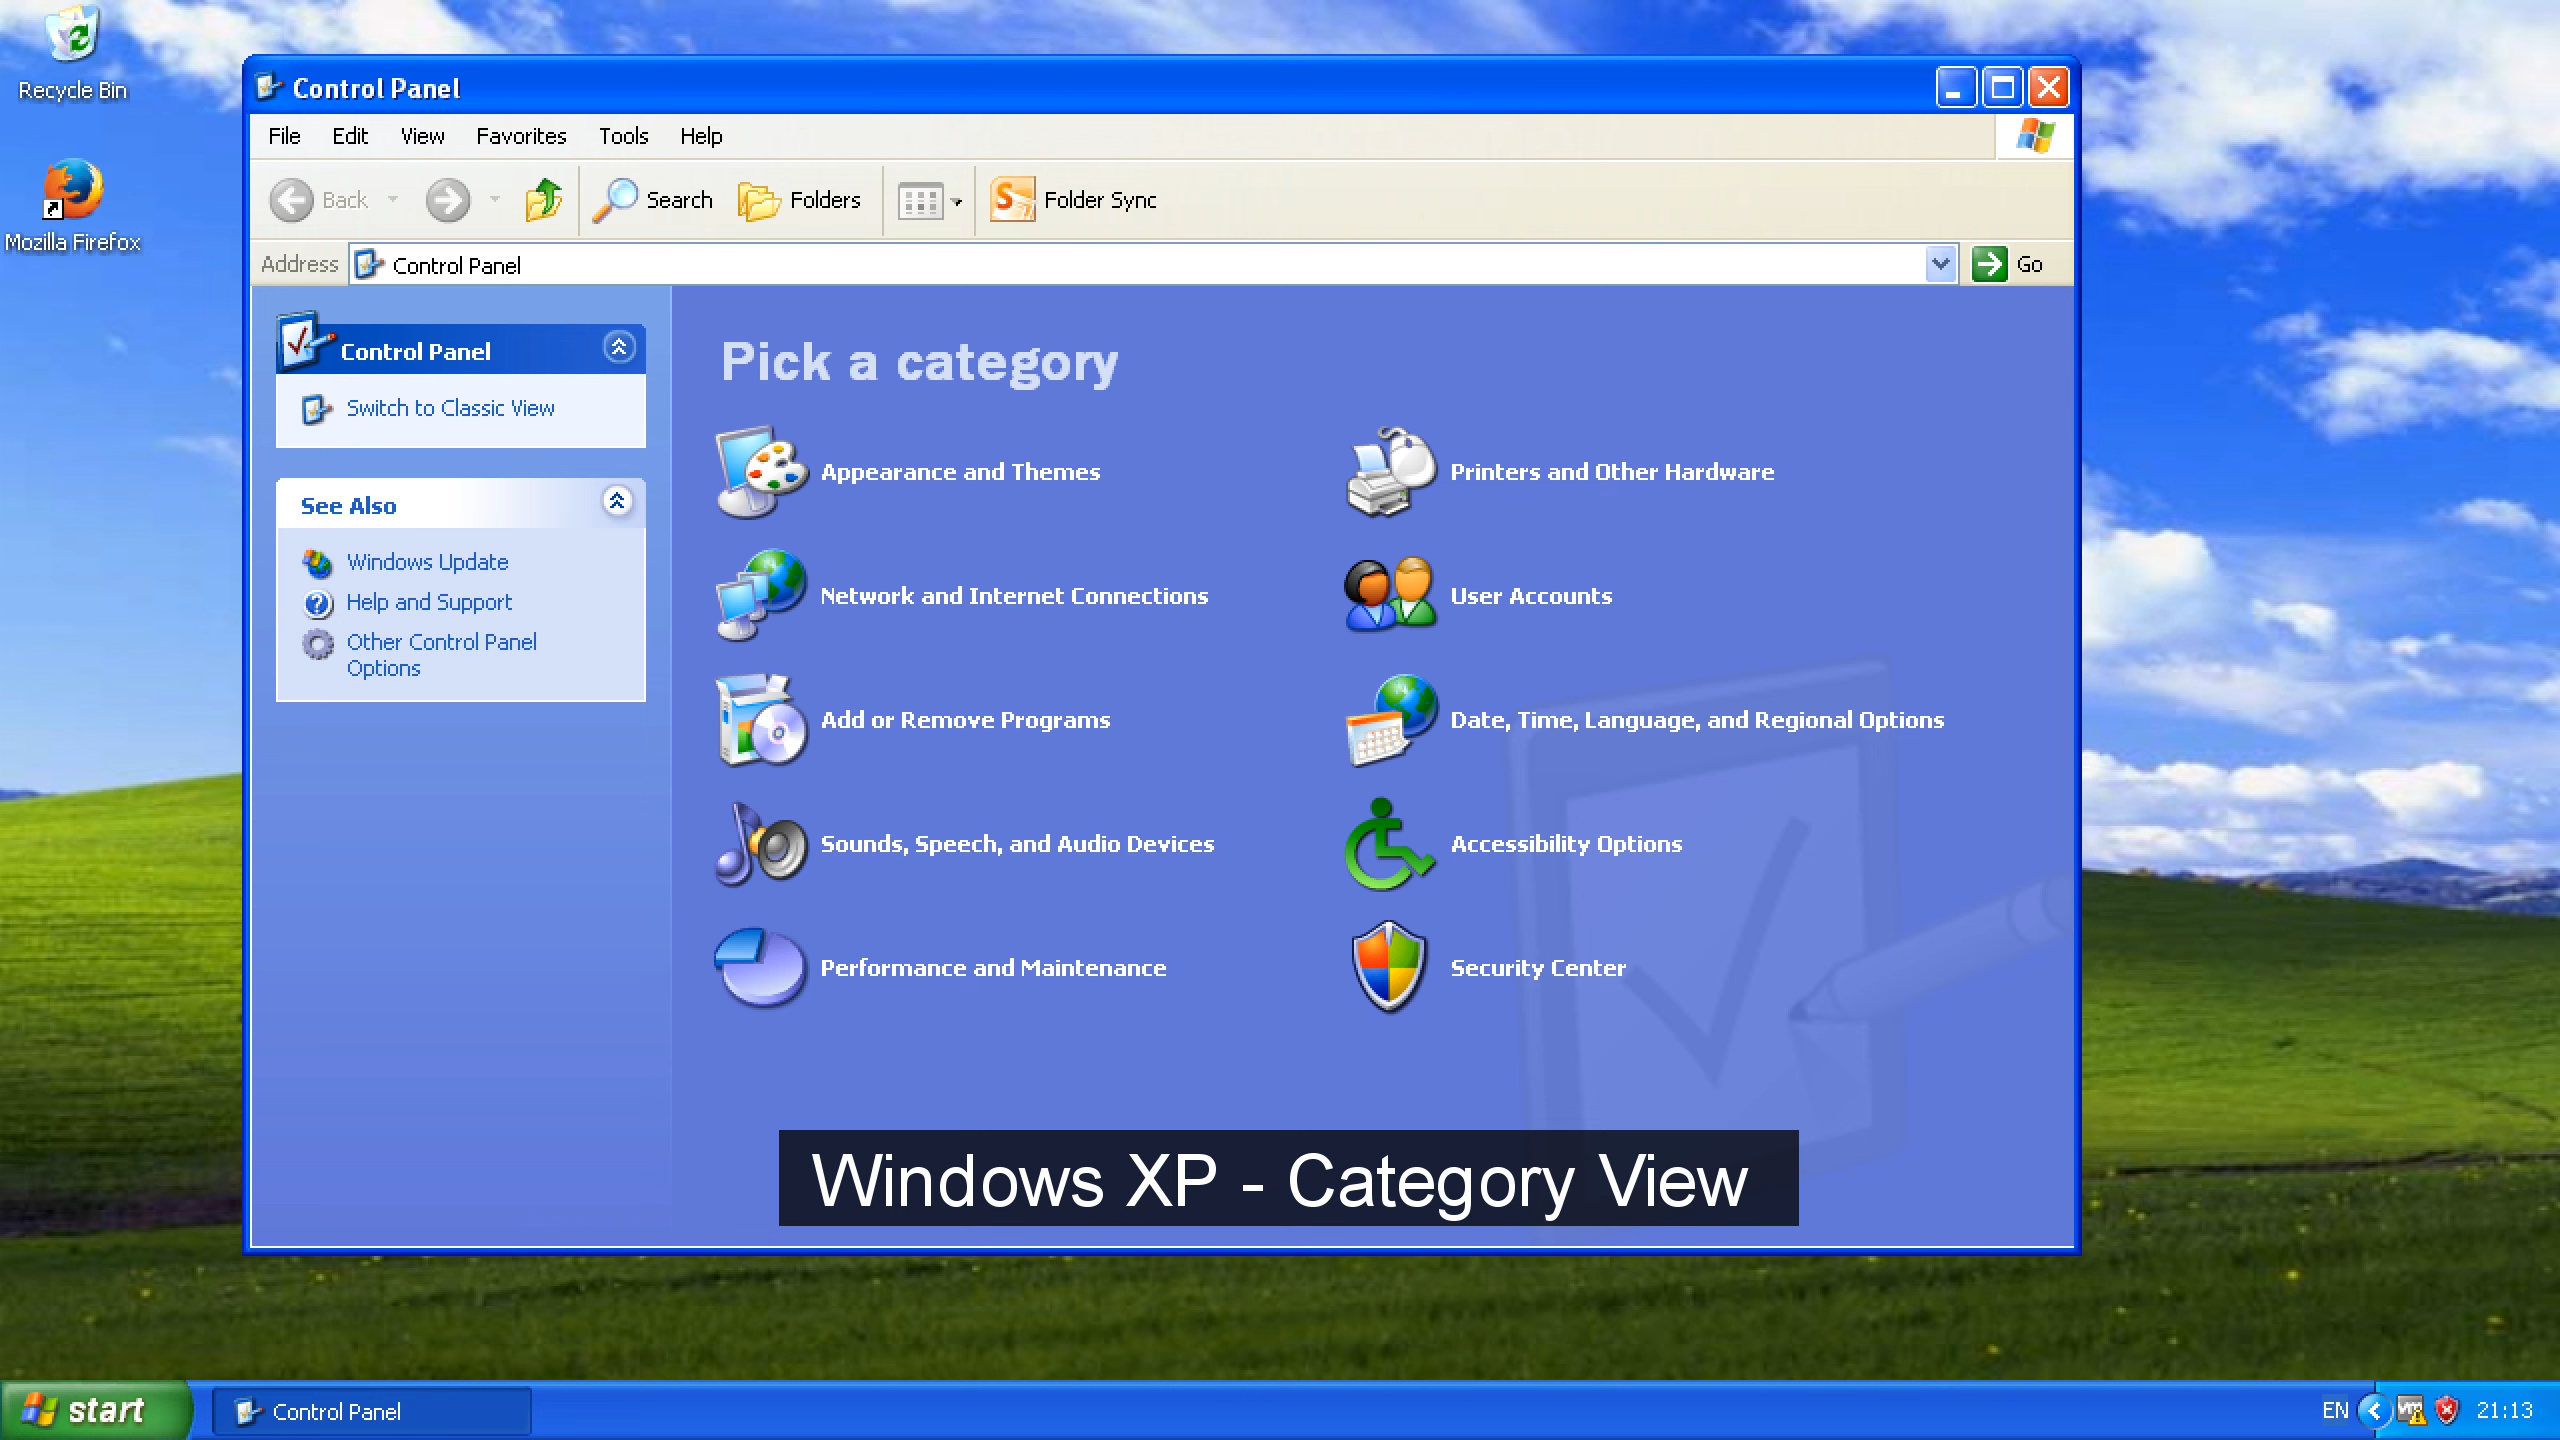 Recycle Bin
Mozilla Firefox
Control Panel
File Edit View Favorites Tools Help
Back Search Folders Folder Sync
Address Control Panel Go
Control Panel
Switch to Classic View
See Also
Windows Update
Help and Support
Other Control Panel
Options
Pick a category
Appearance and Themes
Printers and Other Hardware
Network and Internet Connections
User Accounts
Add or Remove Programs
Date, Time, Language, and Regional Options
Sounds, Speech, and Audio Devices
Accessibility Options
Performance and Maintenance
Security Center
Windows XP - Category View
start Control Panel EN 21:13